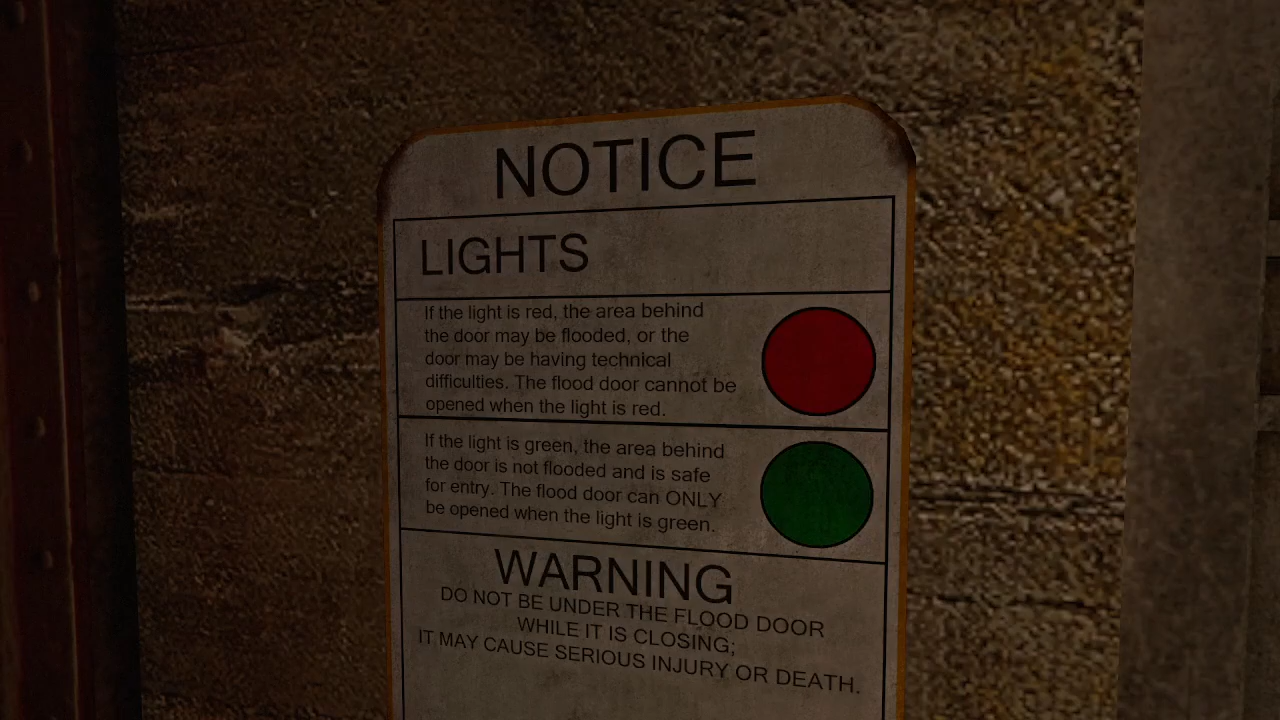 NOTICE
LIGHTS
If the light is red, the area behind
the door may be flooded, or the
door may be having technical
difficulties. The flood door cannot be
opened when the light is red.
If the light is green, the area behind
the door is not flooded and is safe
for entry. The flood door can ONLY
be opened when the light is green.
WARNING
DO NOT BE UNDER THE FLOOD DOOR
WHILE IT IS CLOSING;
IT MAY CAUSE SERIOUS INJURY OR DEATH.